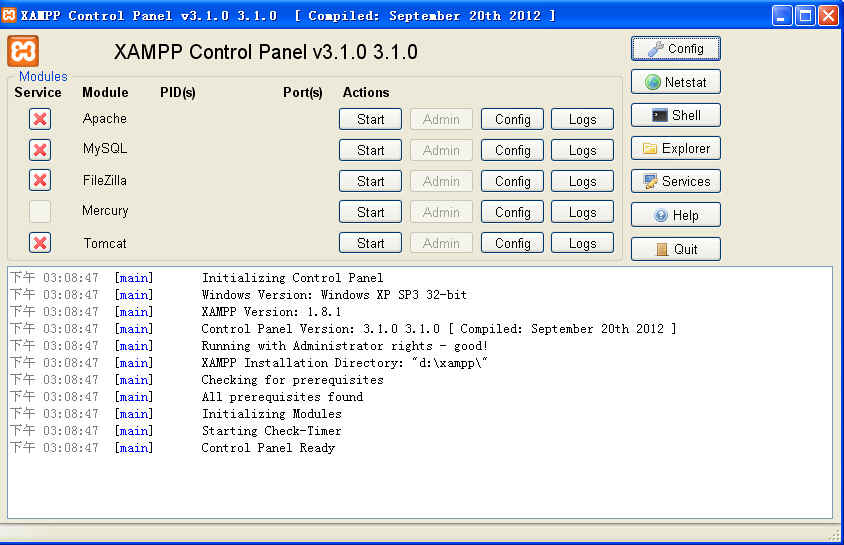 XAMPP Control Panel v3.1.0 3.1.0 [ Compiled: September 20th 2012 ]
XAMPP Control Panel v3.1.0 3.1.0
Config
Modules
Netstat
Service Module PID(s) Port(s) Actions
Apache Start Admin Config Logs
Shell
MySQL Start Admin Config Logs
Explorer
FileZilla Start Admin Config Logs
Services
Mercury Start Admin Config Logs
Help
Tomcat Start Admin Config Logs
Quit
下午 03:08:47 [main] Initializing Control Panel
下午 03:08:47 [main] Windows Version: Windows XP SP3 32-bit
下午 03:08:47 [main] XAMPP Version: 1.8.1
下午 03:08:47 [main] Control Panel Version: 3.1.0 3.1.0 [ Compiled: September 20th 2012 ]
下午 03:08:47 [main] Running with Administrator rights - good!
下午 03:08:47 [main] XAMPP Installation Directory: "d:\xampp\"
下午 03:08:47 [main] Checking for prerequisites
下午 03:08:47 [main] All prerequisites found
下午 03:08:47 [main] Initializing Modules
下午 03:08:47 [main] Starting Check-Timer
下午 03:08:47 [main] Control Panel Ready